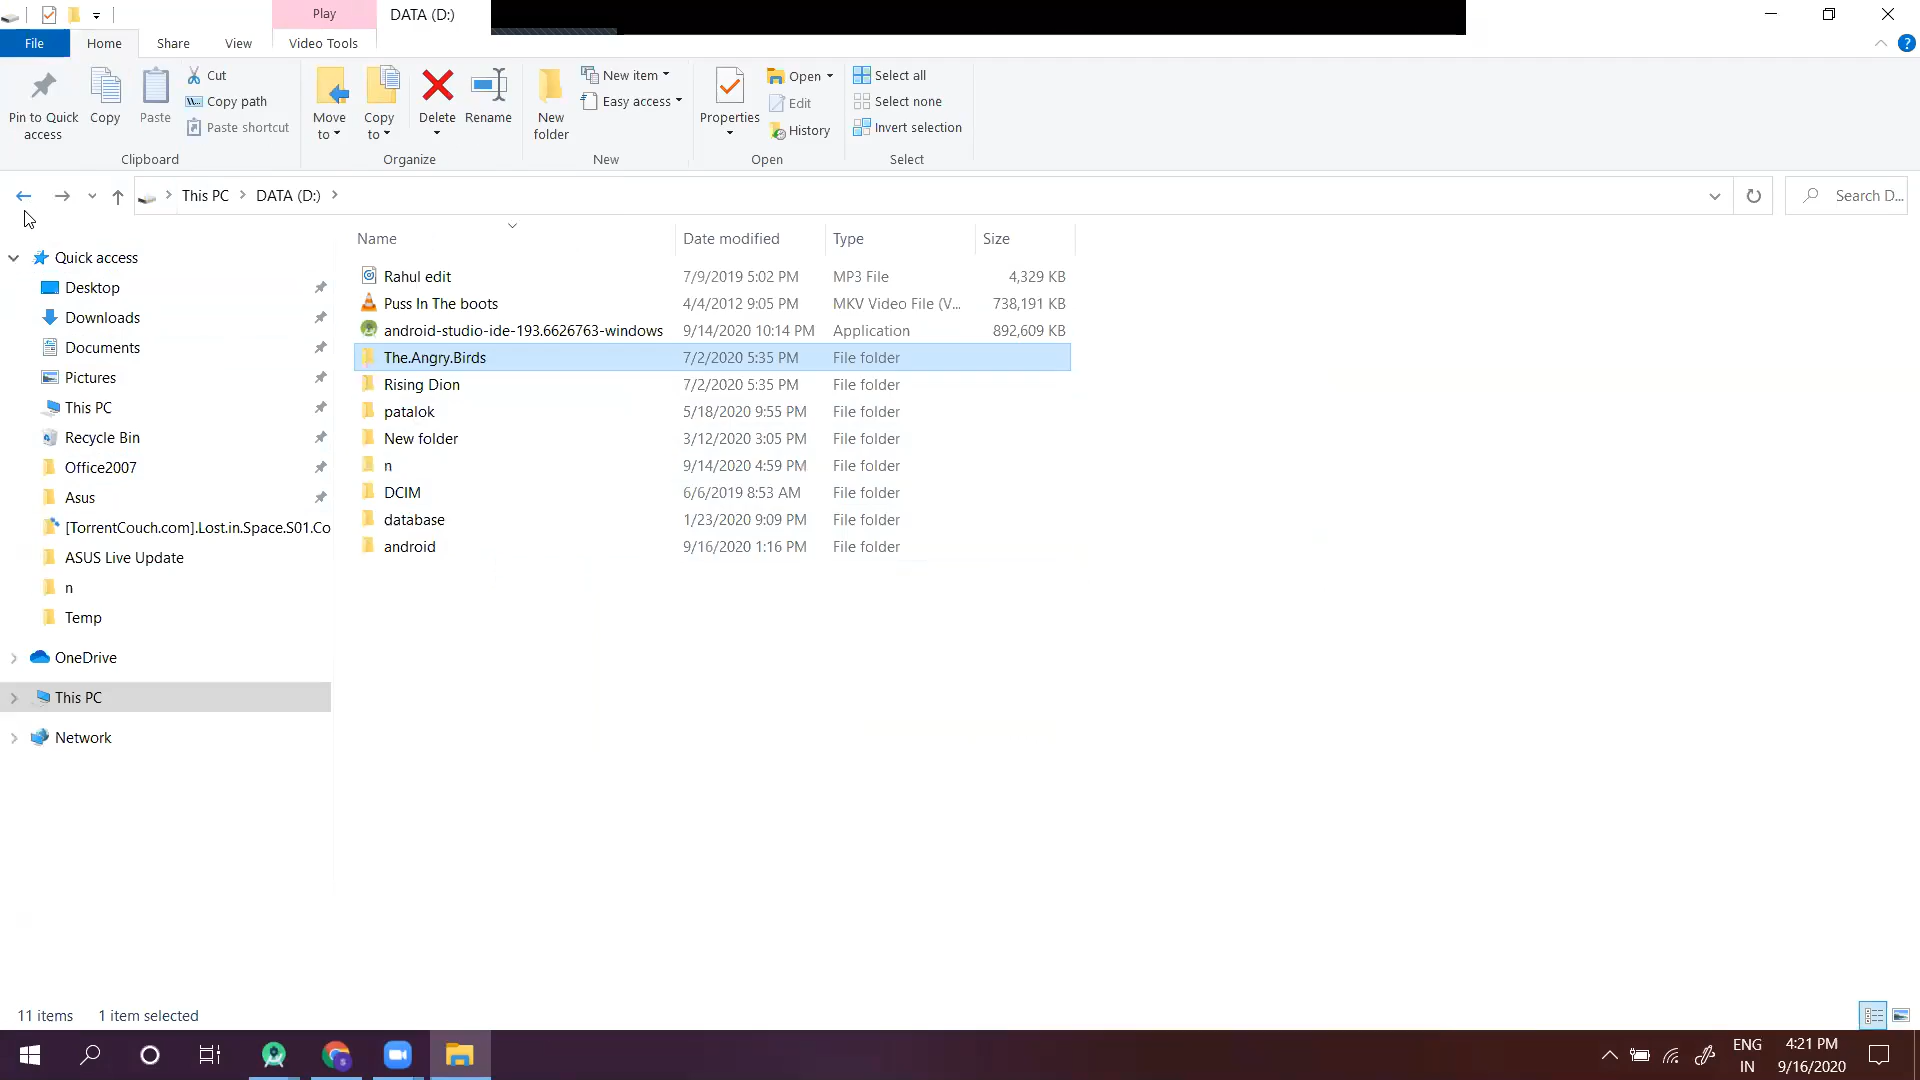 Play
DATA (D:)
File
Home
Share
View
Video Tools
Pin to Quick access
Copy
Paste
Cut
Copy path
Paste shortcut
Clipboard
Move to
Copy to
Delete
Rename
Organize
New folder
New item
Easy access
New
Properties
Open
Edit
History
Open
Select all
Select none
Invert selection
Select
This PC
DATA (D:)
Search D...
Name
Date modified
Type
Size
Rahul edit 7/9/2019 5:02 PM MP3 File 4,329 KB
Puss In The boots 4/4/2012 9:05 PM MKV Video File (V... 738,191 KB
android-studio-ide-193.6626763-windows 9/14/2020 10:14 PM Application 892,609 KB
The.Angry.Birds 7/2/2020 5:35 PM File folder
Rising Dion 7/2/2020 5:35 PM File folder
patalok 5/18/2020 9:55 PM File folder
New folder 3/12/2020 3:05 PM File folder
n 9/14/2020 4:59 PM File folder
DCIM 6/6/2019 8:53 AM File folder
database 1/23/2020 9:09 PM File folder
android 9/16/2020 1:16 PM File folder
Quick access
Desktop
Downloads
Documents
Pictures
This PC
Recycle Bin
Office2007
Asus
[TorrentCouch.com].Lost.in.Space.S01.Co
ASUS Live Update
n
Temp
OneDrive
This PC
Network
11 items 1 item selected
ENG
IN
4:21 PM
9/16/2020